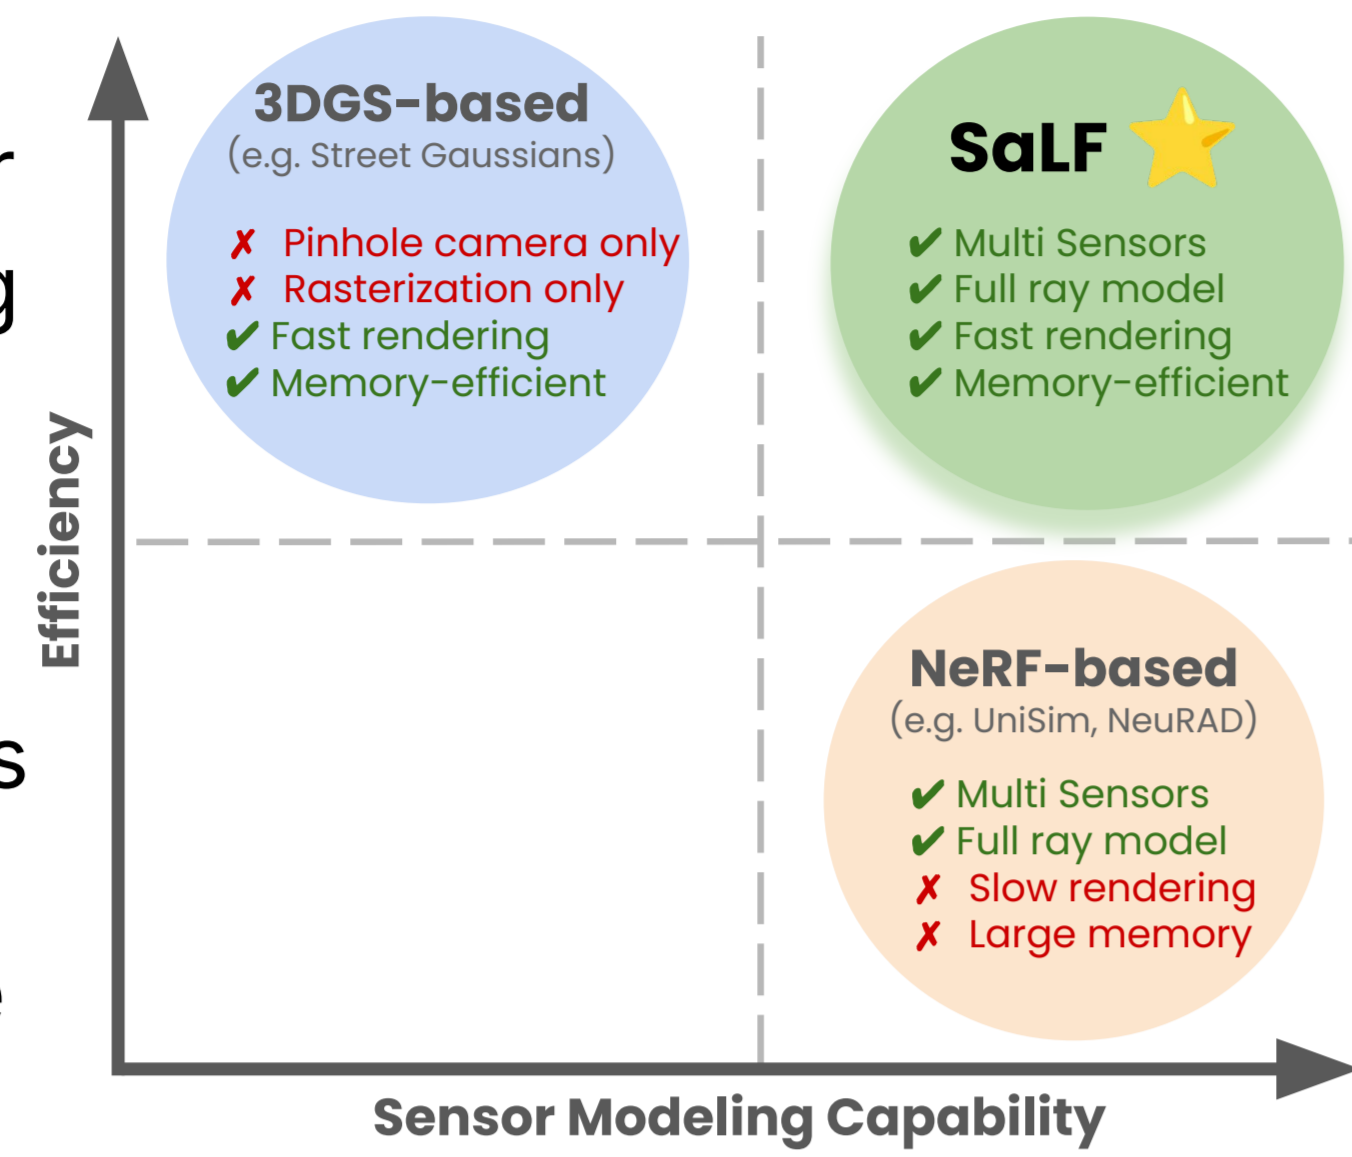 3DGS-based
(e.g. Street Gaussians)
✗ Pinhole camera only
✗ Rasterization only
✔ Fast rendering
✔ Memory-efficient
SaLF
✔ Multi Sensors
✔ Full ray model
✔ Fast rendering
✔ Memory-efficient
NeRF-based
(e.g. UniSim, NeuRAD)
✔ Multi Sensors
✔ Full ray model
✗ Slow rendering
✗ Large memory
Efficiency
Sensor Modeling Capability